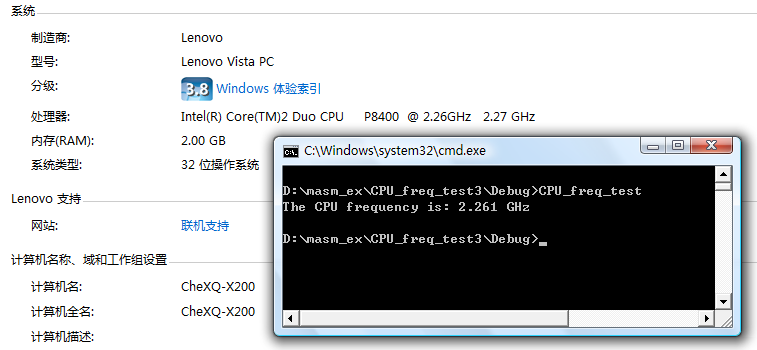 系统
制造商: Lenovo
型号: Lenovo Vista PC
分级: 3.8 Windows 体验索引
处理器: Intel(R) Core(TM)2 Duo CPU P8400 @ 2.26GHz 2.27 GHz
内存(RAM): 2.00 GB
系统类型: 32 位操作系统
Lenovo 支持
网站: 联机支持
计算机名称、域和工作组设置
计算机名: CheXQ-X200
计算机全名: CheXQ-X200
计算机描述:
C:\Windows\system32\cmd.exe
D:\masm_ex\CPU_freq_test3\Debug>CPU_freq_test
The CPU frequency is: 2.261 GHz
D:\masm_ex\CPU_freq_test3\Debug>